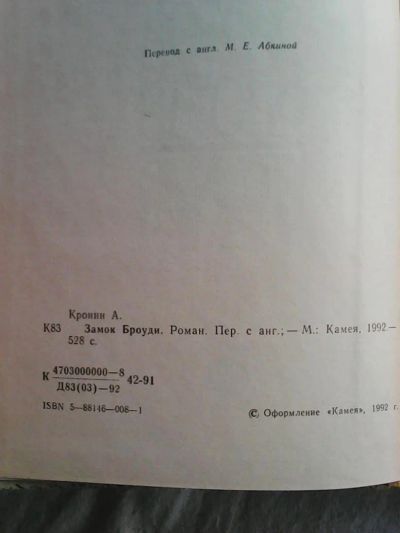 Перевод с англ. М. Е. Абкиной
Кронин А.
К83 Замок Броуди. Роман. Пер. с анг.; — М.: Камея, 1992—
528 с.
К 4703000000—8 42-91
Д83(03)—92
ISBN 5—88146—008—1
© Оформление «Камея», 1992 г.